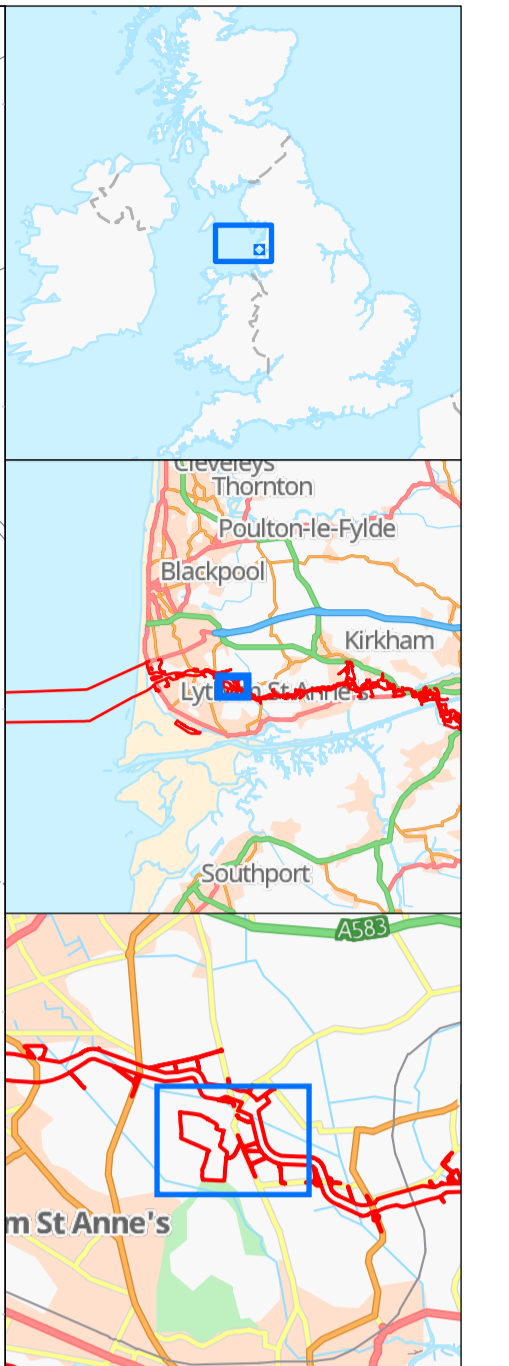 Cleveleys
Thornton
Poulton-le-Fylde
Blackpool
Kirkham
Southport
A583
m St Anne's